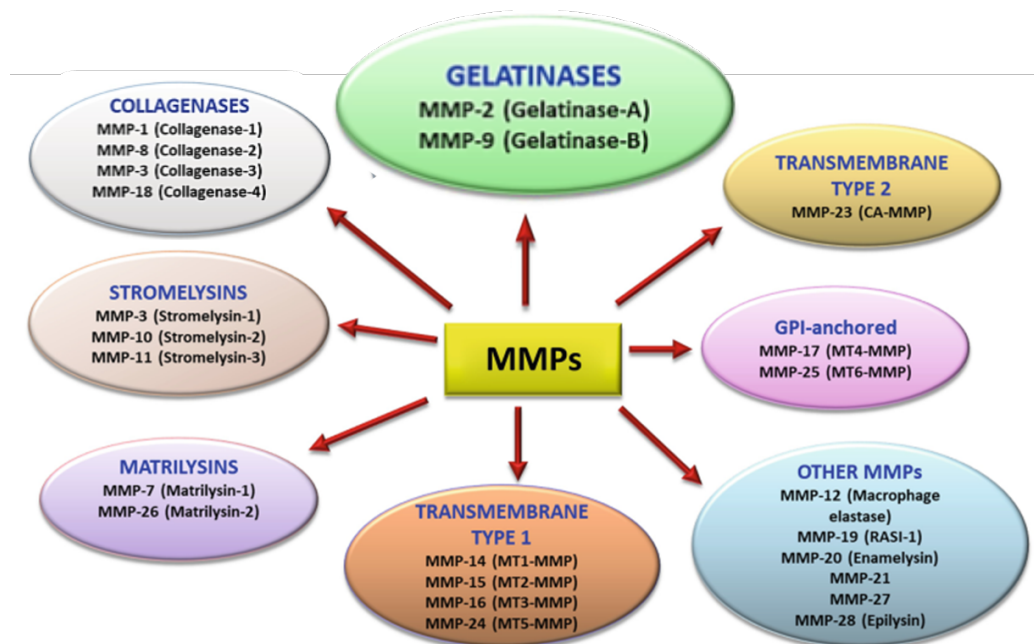 GELATINASES
MMP-2 (Gelatinase-A)
MMP-9 (Gelatinase-B)
COLLAGENASES
MMP-1 (Collagenase-1)
MMP-8 (Collagenase-2)
MMP-3 (Collagenase-3)
MMP-18 (Collagenase-4)
TRANSMEMBRANE
TYPE 2
MMP-23 (CA-MMP)
STROMELYSINS
MMP-3 (Stromelysin-1)
MMP-10 (Stromelysin-2)
MMP-11 (Stromelysin-3)
MMPs
GPI-anchored
MMP-17 (MT4-MMP)
MMP-25 (MT6-MMP)
MATRILYSINS
MMP-7 (Matrilysin-1)
MMP-26 (Matrilysin-2)
TRANSMEMBRANE
TYPE 1
MMP-14 (MT1-MMP)
MMP-15 (MT2-MMP)
MMP-16 (MT3-MMP)
MMP-24 (MT5-MMP)
OTHER MMPs
MMP-12 (Macrophage
elastase)
MMP-19 (RASI-1)
MMP-20 (Enamelysin)
MMP-21
MMP-27
MMP-28 (Epilysin)